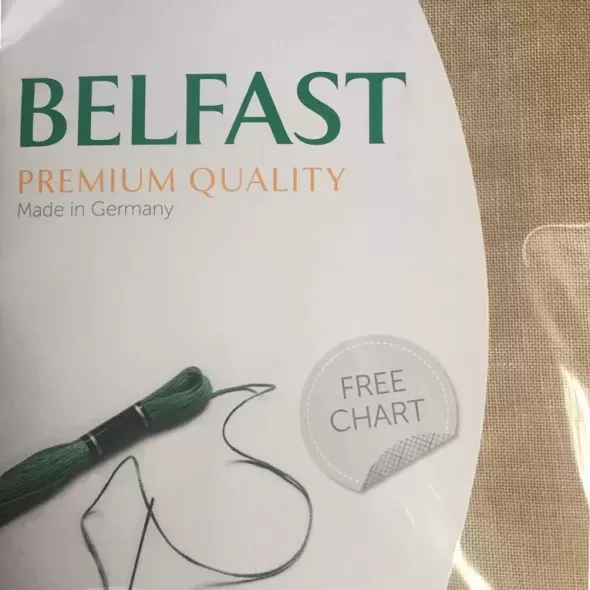 BELFAST
PREMIUM QUALITY
Made in Germany
FREE
CHART